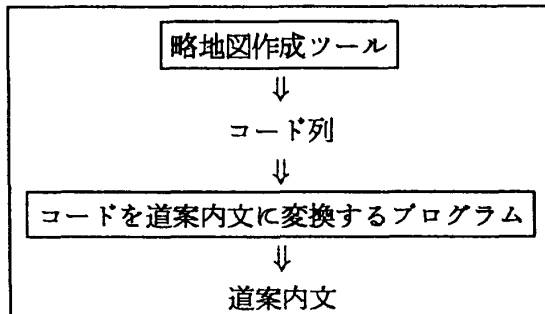 略地図作成ツール
⇓
コード列
⇓
コードを道案内文に変換するプログラム
⇓
道案内文